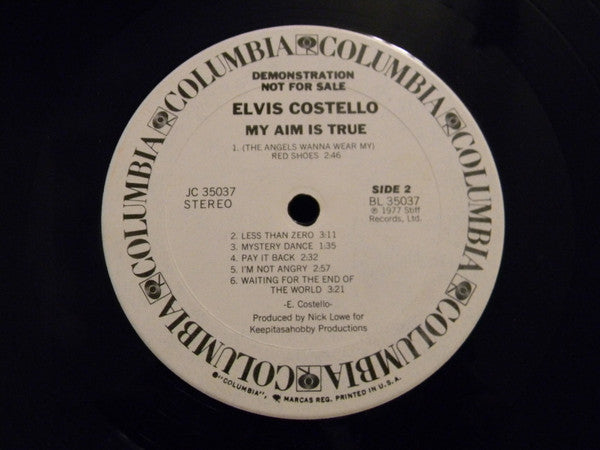 COLUMBIA COLUMBIA COLUMBIA COLUMBIA COLUMBIA COLUMBIA
DEMONSTRATION
NOT FOR SALE
ELVIS COSTELLO
MY AIM IS TRUE
1. (THE ANGELS WANNA WEAR MY)
RED SHOES 2:46
JC 35037
STEREO
SIDE 2
BL 35037
℗ 1977 Stiff
Records, Ltd.
2. LESS THAN ZERO 3:11
3. MYSTERY DANCE 1:35
4. PAY IT BACK 2:32
5. I'M NOT ANGRY 2:57
6. WAITING FOR THE END OF
THE WORLD 3:21
-E. Costello-
Produced by Nick Lowe for
Keepitasahobby Productions
"COLUMBIA", MARCAS REG. PRINTED IN U.S.A.